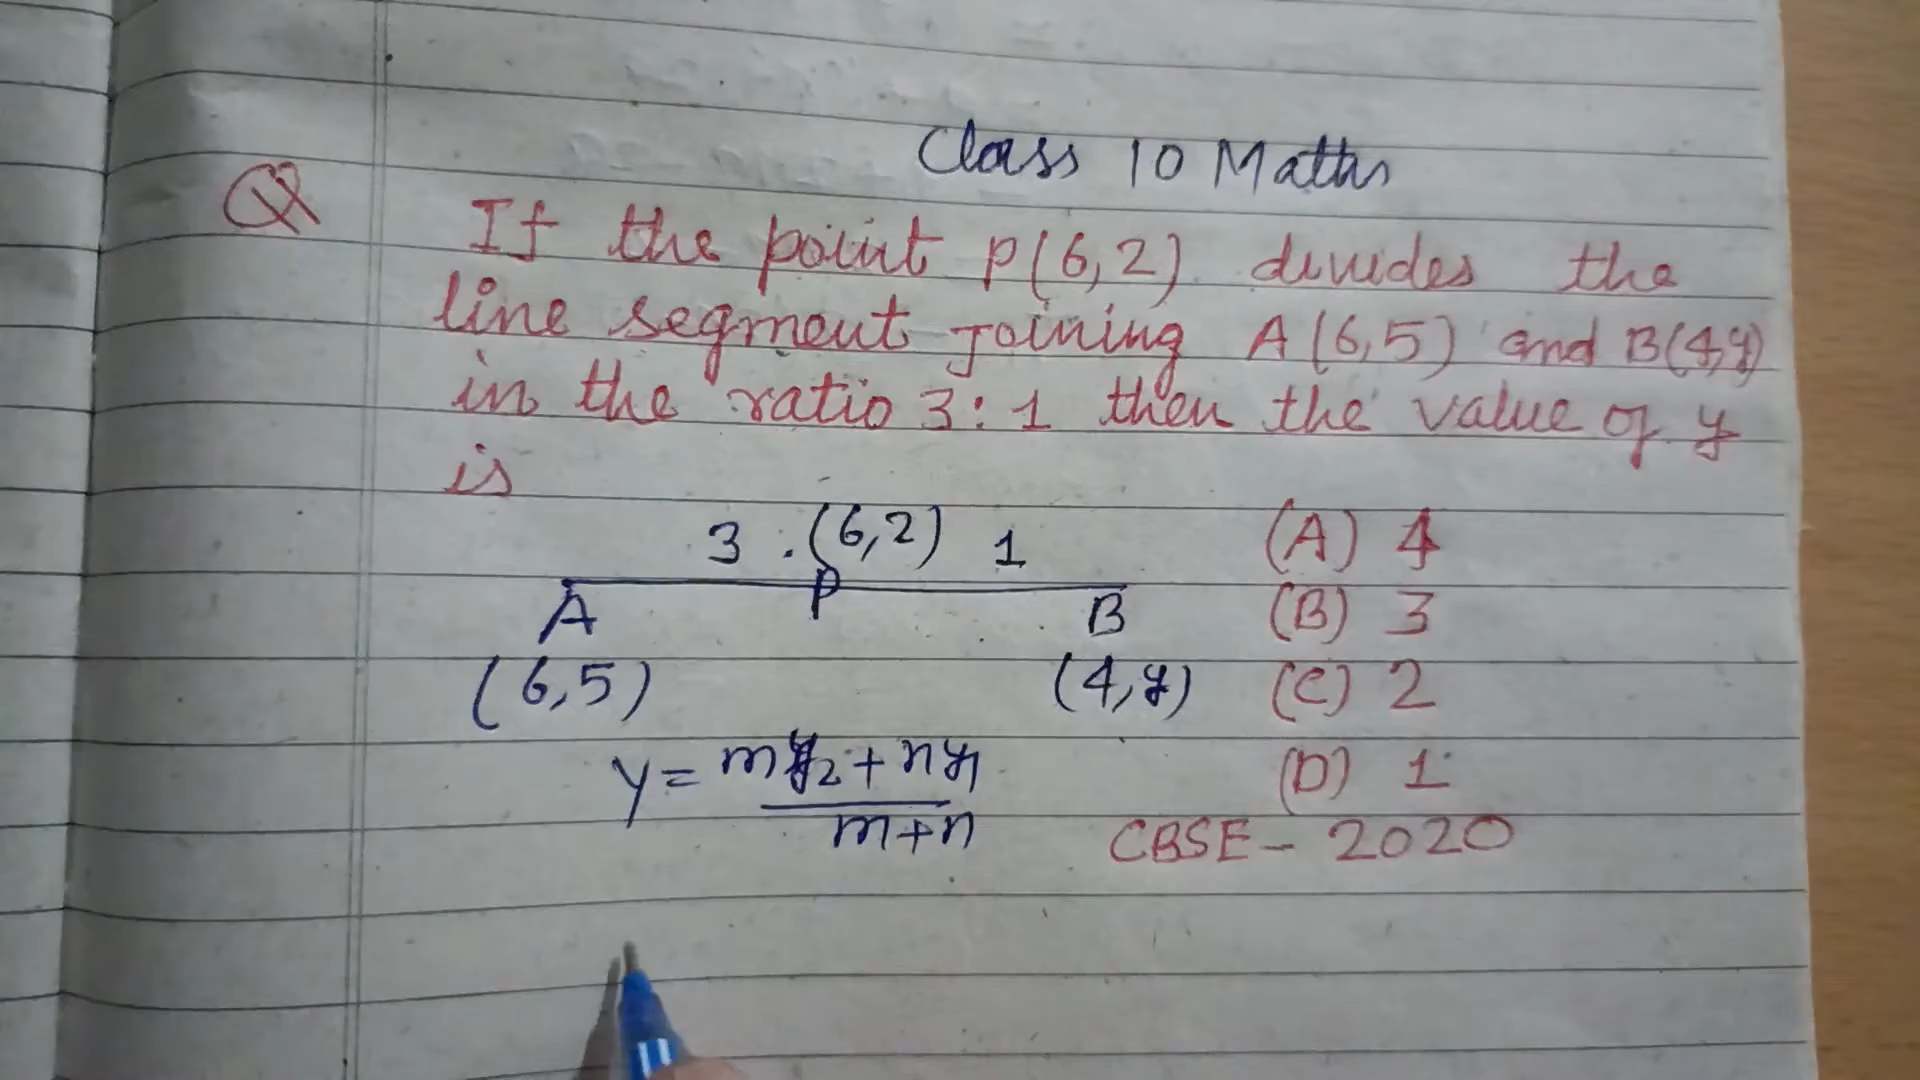 Class 10 Maths
Q If the point P(6,2) divides the
line segment joining A(6,5) and B(4,y)
in the ratio 3:1 then the value of y
is
3 . (6,2) 1 (A) 4
A P B (B) 3
(6,5) (4,y) (C) 2
y = my2 + ny1 (D) 1
m+n CBSE - 2020